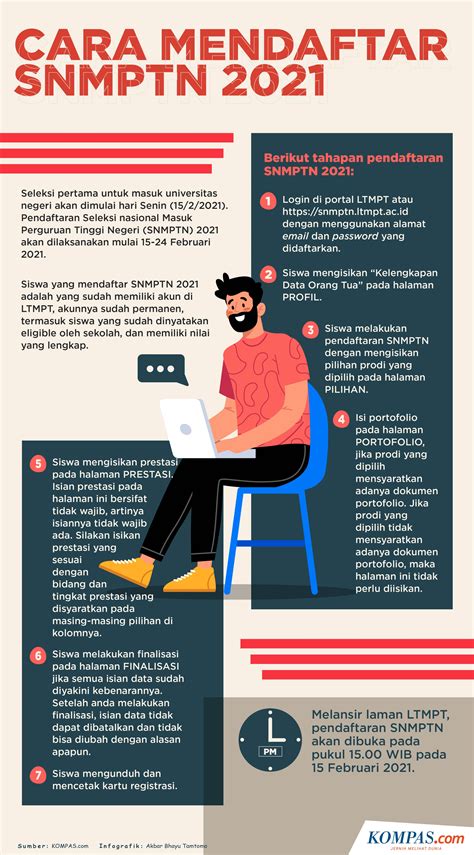 CARA MENDAFTAR
SNMPTN 2021
Seleksi pertama untuk masuk universitas
negeri akan dimulai hari Senin (15/2/2021).
Pendaftaran Seleksi nasional Masuk
Perguruan Tinggi Negeri (SNMPTN) 2021
akan dilaksanakan mulai 15-24 Februari
2021.
Siswa yang mendaftar SNMPTN 2021
adalah yang sudah memiliki akun di
LTMPT, akunnya sudah permanen,
termasuk siswa yang sudah dinyatakan
eligible oleh sekolah, dan memiliki nilai
yang lengkap.
Berikut tahapan pendaftaran
SNMPTN 2021:
1 Login di portal LTMPT atau
https://snmptn.ltmpt.ac.id
dengan menggunakan alamat
email dan password yang
didaftarkan.
2 Siswa mengisikan “Kelengkapan
Data Orang Tua” pada halaman
PROFIL.
3 Siswa melakukan
pendaftaran SNMPTN
dengan mengisikan
pilihan prodi yang
dipilih pada halaman
PILIHAN.
4 Isi portofolio
pada halaman
PORTOFOLIO,
jika prodi yang
dipilih
mensyaratkan
adanya dokumen
portofolio. Jika
prodi yang
dipilih tidak
mensyaratkan
adanya dokumen
portofolio, maka
halaman ini tidak
perlu diisikan.
5 Siswa mengisikan prestasi
pada halaman PRESTASI.
Isian prestasi pada
halaman ini bersifat
tidak wajib, artinya
isiannya tidak wajib
ada. Silakan isikan
prestasi yang
sesuai
dengan
bidang dan
tingkat prestasi yang
disyaratkan pada
masing-masing pilihan di
kolomnya.
6 Siswa melakukan finalisasi
pada halaman FINALISASI
jika semua isian data sudah
diyakini kebenarannya.
Setelah anda melakukan
finalisasi, isian data tidak
dapat dibatalkan dan tidak
bisa diubah dengan alasan
apapun.
7 Siswa mengunduh dan
mencetak kartu registrasi.
PM
Melansir laman LTMPT,
pendaftaran SNMPTN
akan dibuka pada
pukul 15.00 WIB pada
15 Februari 2021.
Sumber: KOMPAS.com Infografik: Akbar Bhayu Tamtomo
KOMPAS.com
JERNIH MELIHAT DUNIA